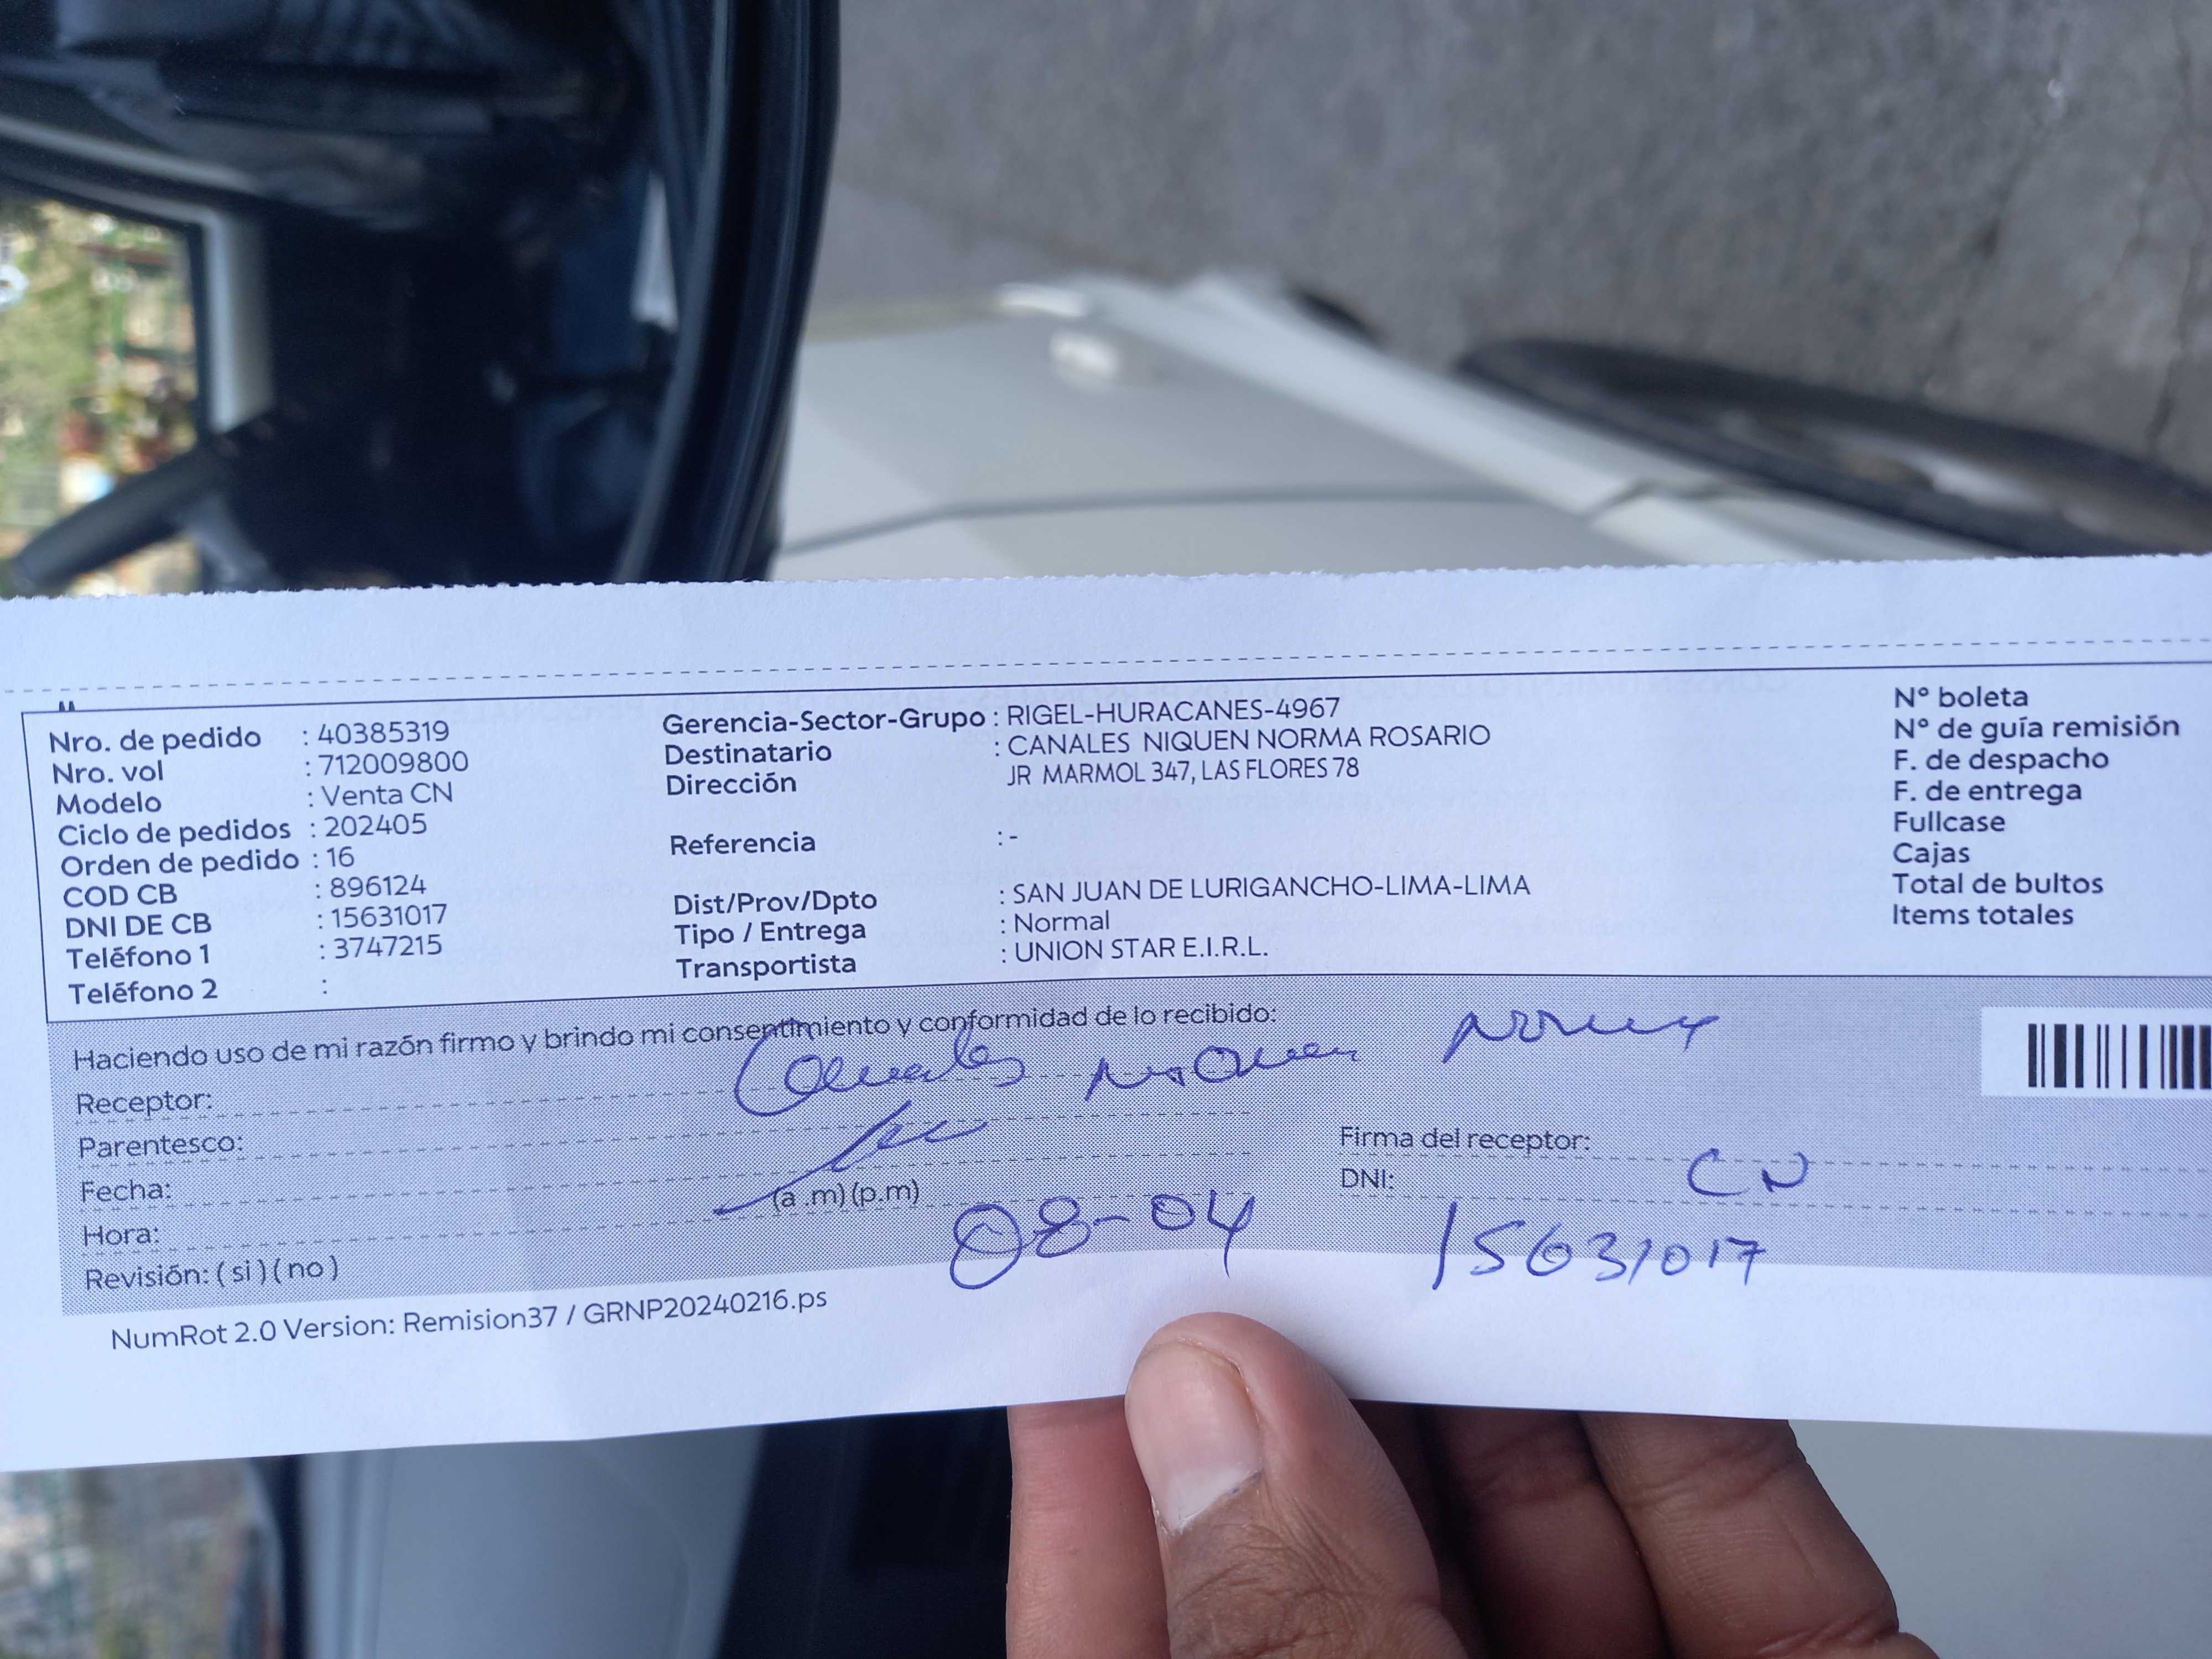 Nro. de pedido : 40385319
Nro. vol : 712009800
Modelo : Venta CN
Ciclo de pedidos : 202405
Orden de pedido : 16
COD CB : 896124
DNI DE CB : 15631017
Teléfono 1 : 3747215
Teléfono 2 :
Gerencia-Sector-Grupo : RIGEL-HURACANES-4967
Destinatario : CANALES NIQUEN NORMA ROSARIO
Dirección JR MARMOL 347, LAS FLORES 78
Referencia : -
Dist/Prov/Dpto : SAN JUAN DE LURIGANCHO-LIMA-LIMA
Tipo / Entrega : Normal
Transportista : UNION STAR E.I.R.L.
N° boleta
N° de guía remisión
F. de despacho
F. de entrega
Fullcase
Cajas
Total de bultos
Items totales
Haciendo uso de mi razón firmo y brindo mi consentimiento y conformidad de lo recibido:
Receptor: Canales Niquen Norma
Parentesco:
Fecha:
Hora: (a .m) (p.m) 08-04
Revisión: ( si ) ( no )
Firma del receptor: CN
DNI: 15631017
NumRot 2.0 Version: Remision37 / GRNP20240216.ps